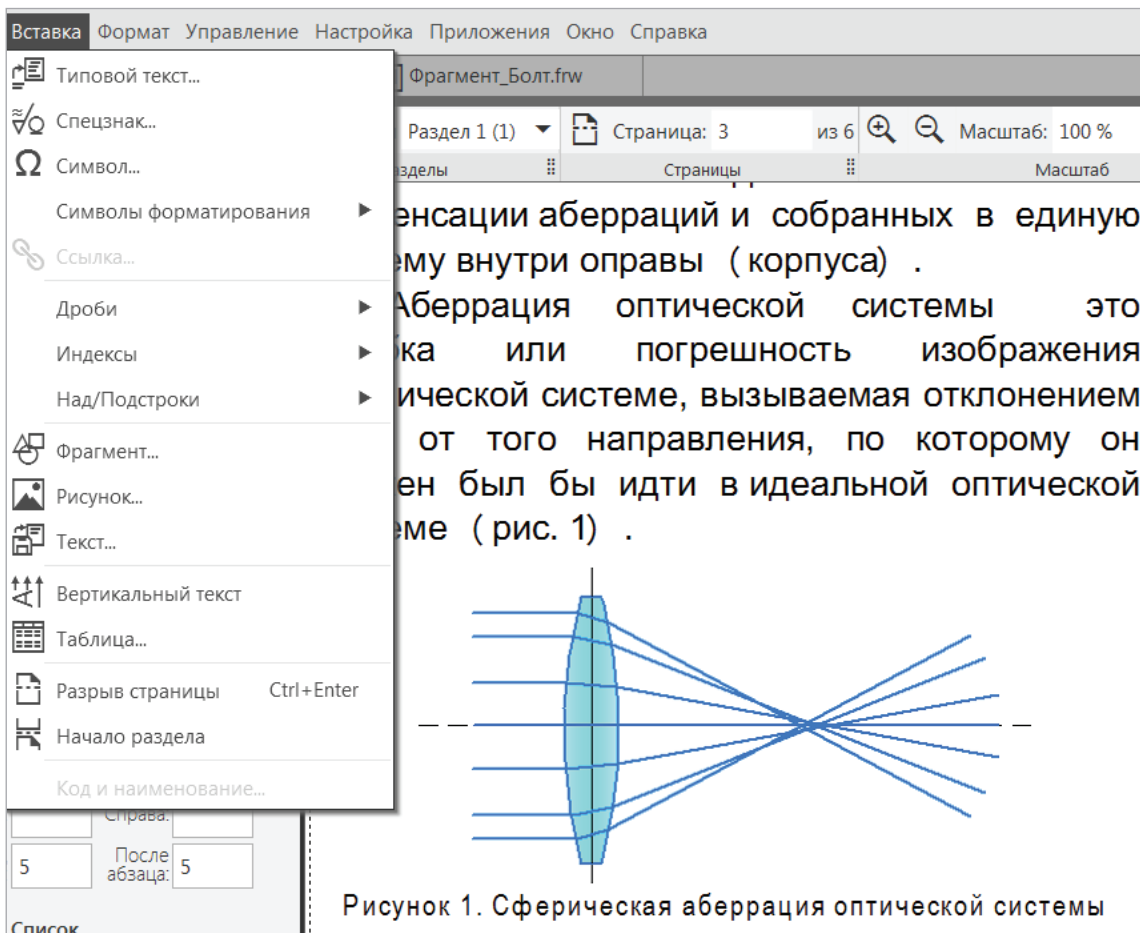 Вставка Формат Управление Настройка Приложения Окно Справка
Фрагмент_Болт.frw
Раздел 1 (1) Страница: 3 из 6 Масштаб: 100 %
Страницы Масштаб
Типовой текст...
Спецзнак...
Символ...
Символы форматирования
Ссылка...
Дроби
Индексы
Над/Подстроки
Фрагмент...
Рисунок...
Текст...
Вертикальный текст
Таблица...
Разрыв страницы Ctrl+Enter
Начало раздела
Код и наименование...
енсации аберраций и собранных в единую
ему внутри оправы (корпуса) .
Аберрация оптической системы это
ка или погрешность изображения
ической системе, вызываемая отклонением
от того направления, по которому он
ен был бы идти в идеальной оптической
еме (рис. 1) .
Рисунок 1. Сферическая аберрация оптической системы
Справа:
5 После абзаца: 5
Список